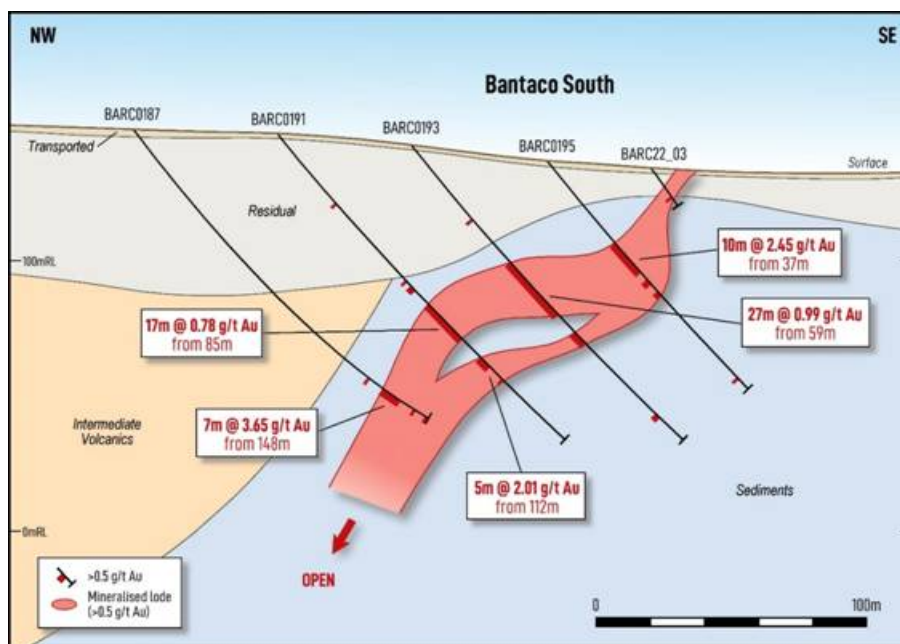 NW
SE
Bantaco South
BARC0187
BARC0191
BARC0193
BARC0195
BARC22_03
Transported
Surface
Residual
100mRL
10m @ 2.45 g/t Au
from 37m
17m @ 0.78 g/t Au
from 85m
27m @ 0.99 g/t Au
from 59m
7m @ 3.65 g/t Au
from 148m
Intermediate
Volcanics
5m @ 2.01 g/t Au
from 112m
Sediments
0mRL
OPEN
>0.5 g/t Au
Mineralised lode
(>0.5 g/t Au)
0
100m